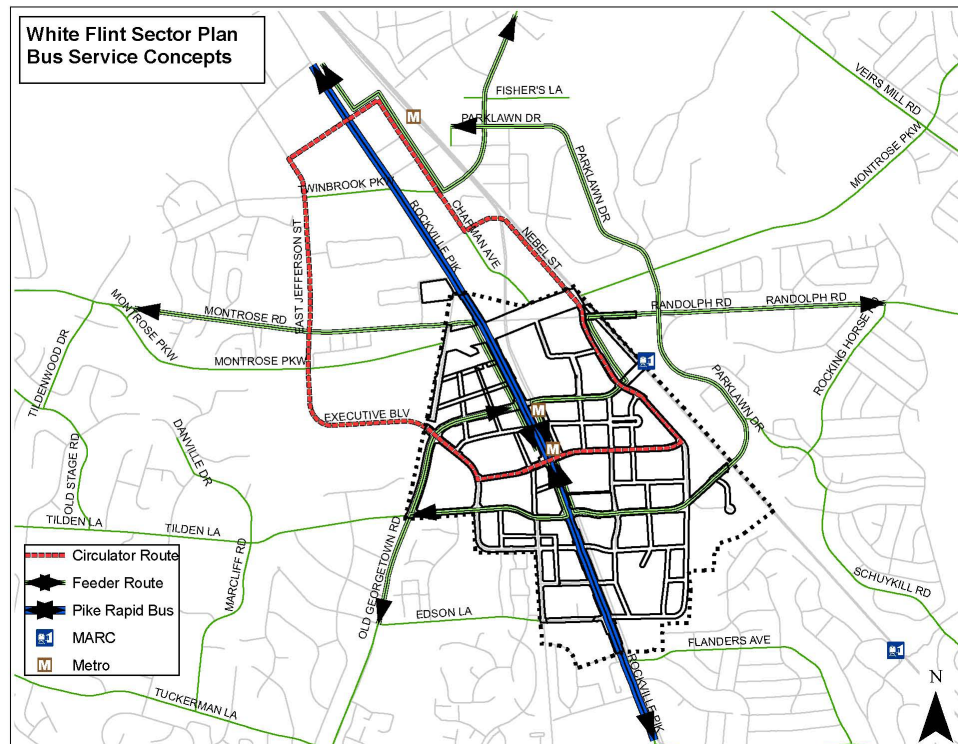 White Flint Sector Plan
Bus Service Concepts
VEIRS MILL RD
FISHER'S LA
M
PARKLAWN DR
MONTROSE PKWY
PARKLAWN DR
TWINBROOK PKW
ROCKVILLE PIK
CHAPMAN AVE
NEBEL ST
EAST JEFFERSON ST
MONTROSE PKW
MONTROSE RD
RANDOLPH RD
RANDOLPH RD
ROCKING HORSE RD
MONTROSE PKW
TILDENWOOD DR
PARKLAWN DR
M
EXECUTIVE BLV
DANVILLE DR
M
OLD STAGE RD
TILDEN LA
TILDEN LA
OLD GEORGETOWN RD
MARCLIFF RD
SCHUYKILL RD
EDSON LA
FLANDERS AVE
ROCKVILLE PIK
TUCKERMAN LA
Circulator Route
Feeder Route
Pike Rapid Bus
MARC
M
Metro
N